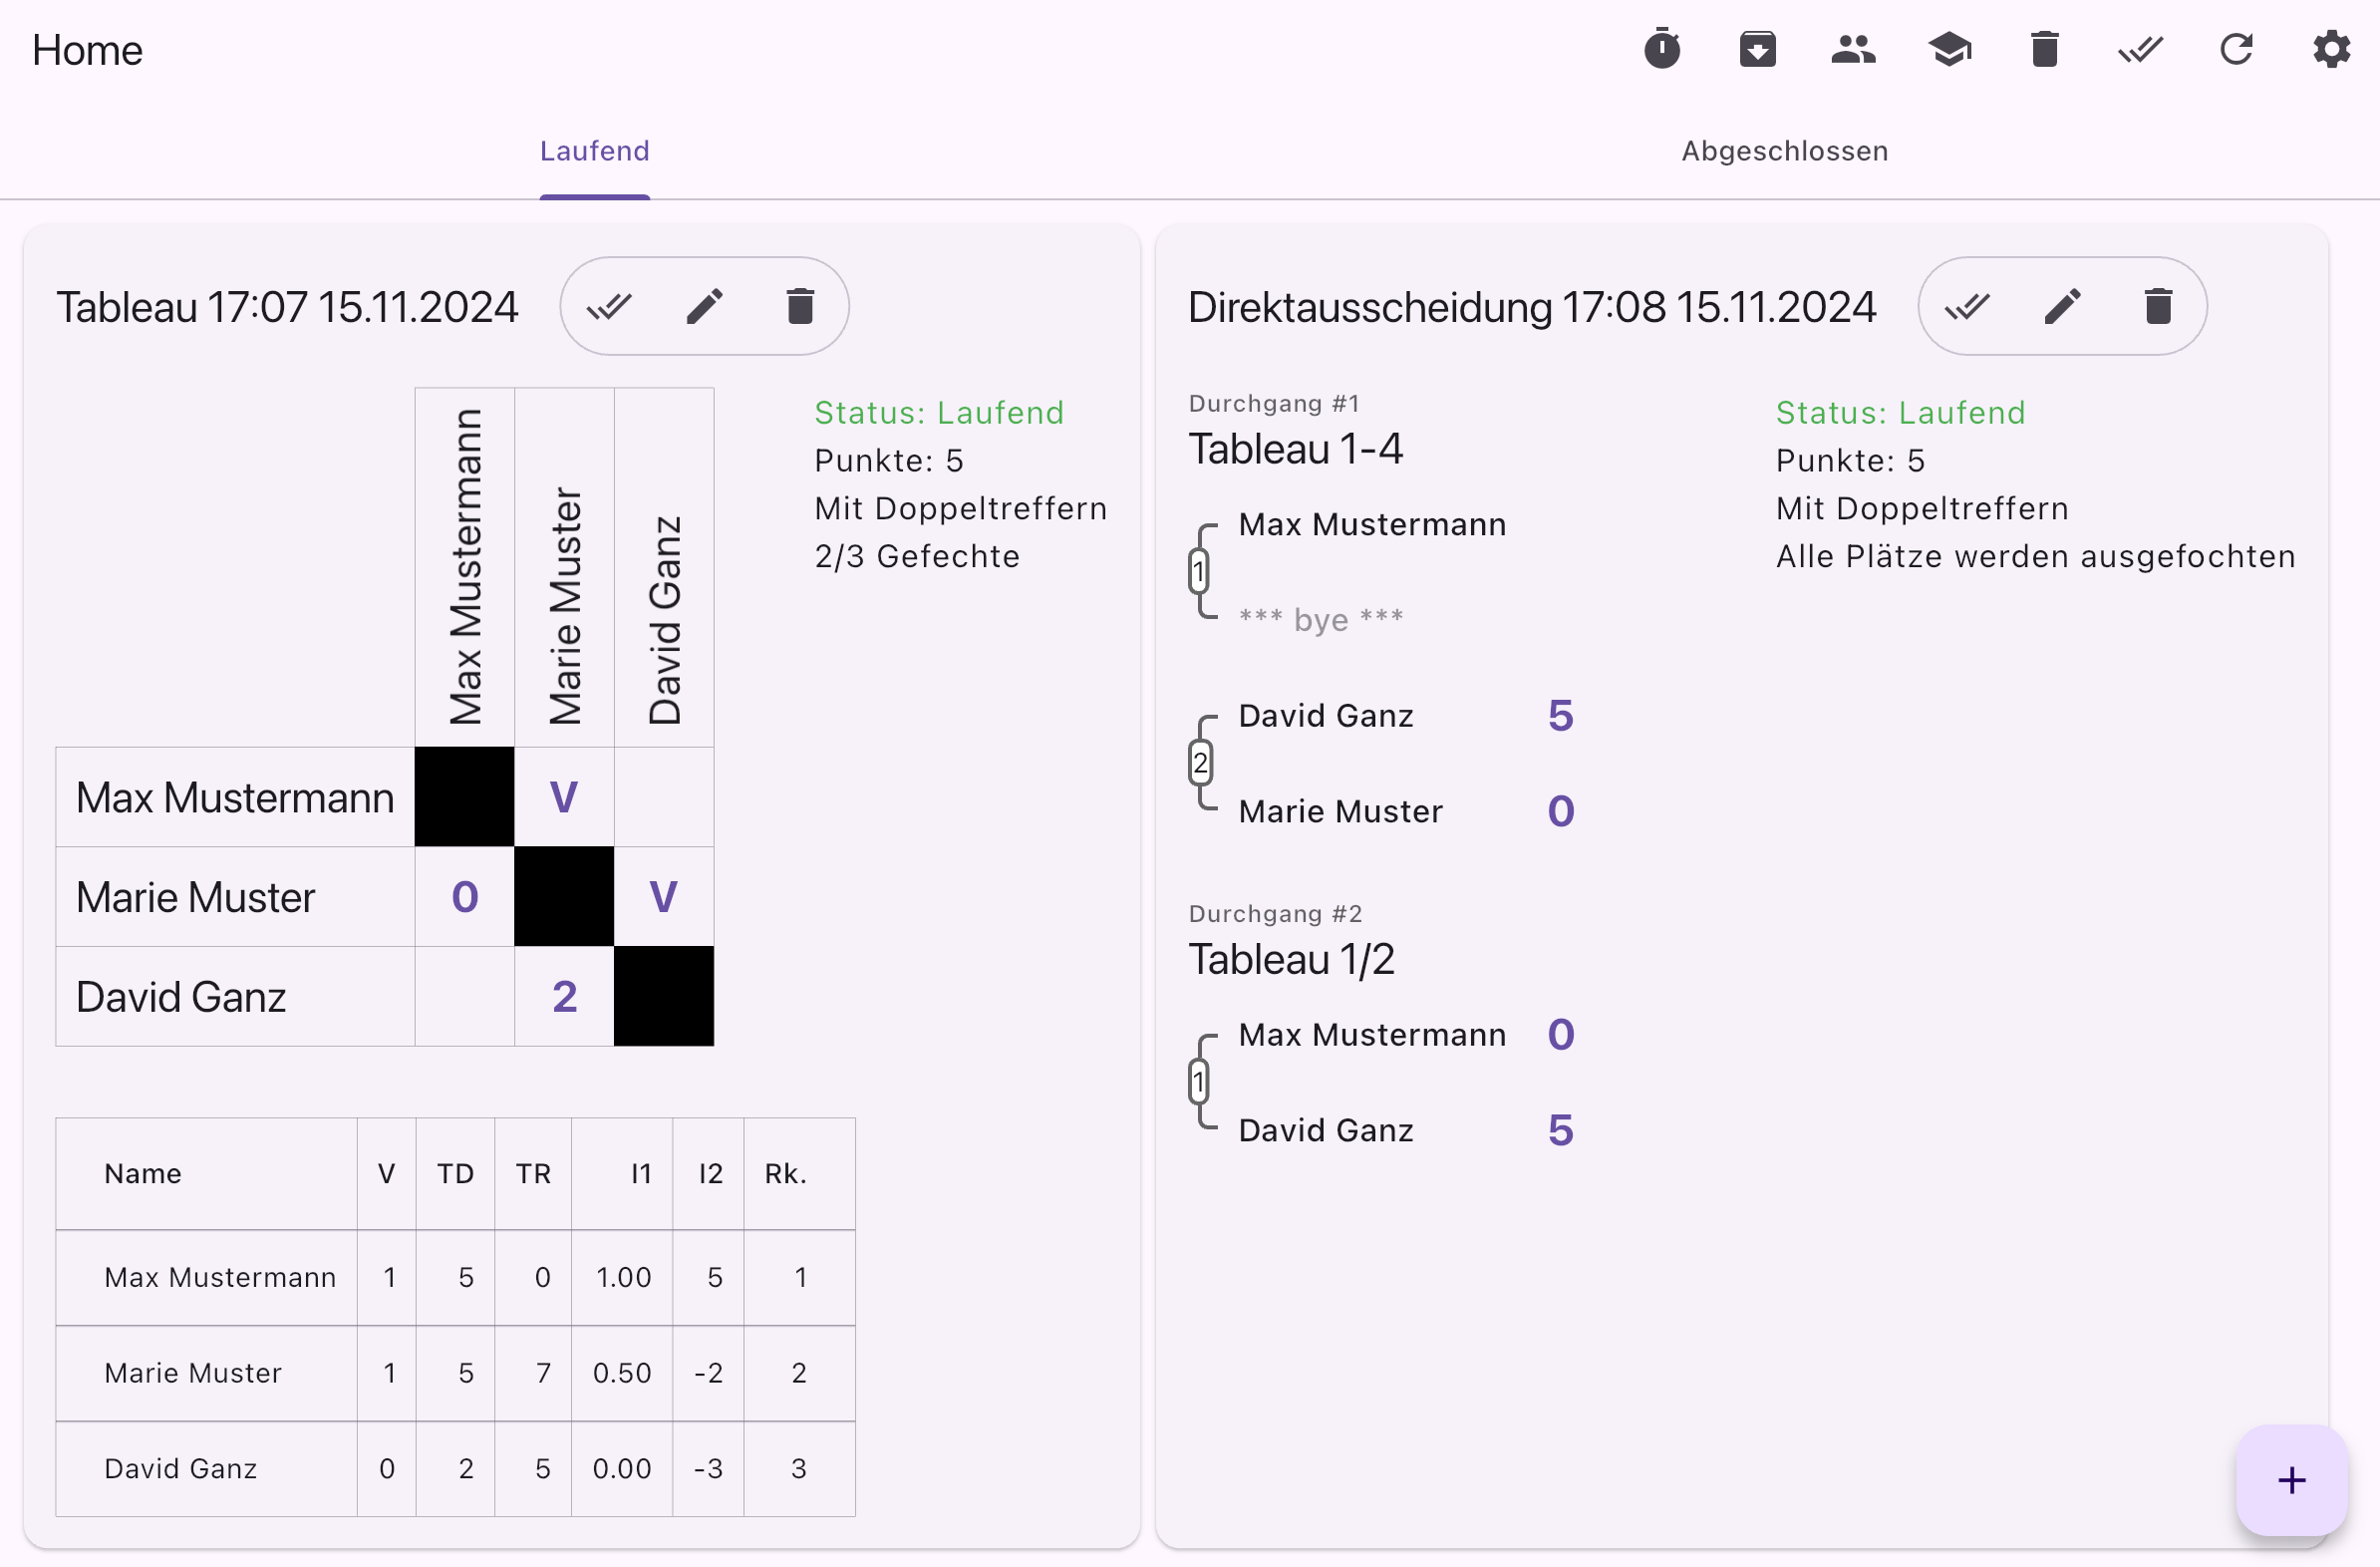 Home
Laufend
Abgeschlossen
Tableau 17:07 15.11.2024
Max Mustermann
Marie Muster
David Ganz
Max Mustermann V
Marie Muster 0 V
David Ganz 2
Status: Laufend
Punkte: 5
Mit Doppeltreffern
2/3 Gefechte
Name V TD TR I1 I2 Rk.
Max Mustermann 1 5 0 1.00 5 1
Marie Muster 1 5 7 0.50 -2 2
David Ganz 0 2 5 0.00 -3 3
Direktausscheidung 17:08 15.11.2024
Durchgang #1
Tableau 1-4
Max Mustermann
1
*** bye ***
David Ganz 5
2
Marie Muster 0
Durchgang #2
Tableau 1/2
Max Mustermann 0
1
David Ganz 5
Status: Laufend
Punkte: 5
Mit Doppeltreffern
Alle Plätze werden ausgefochten
+